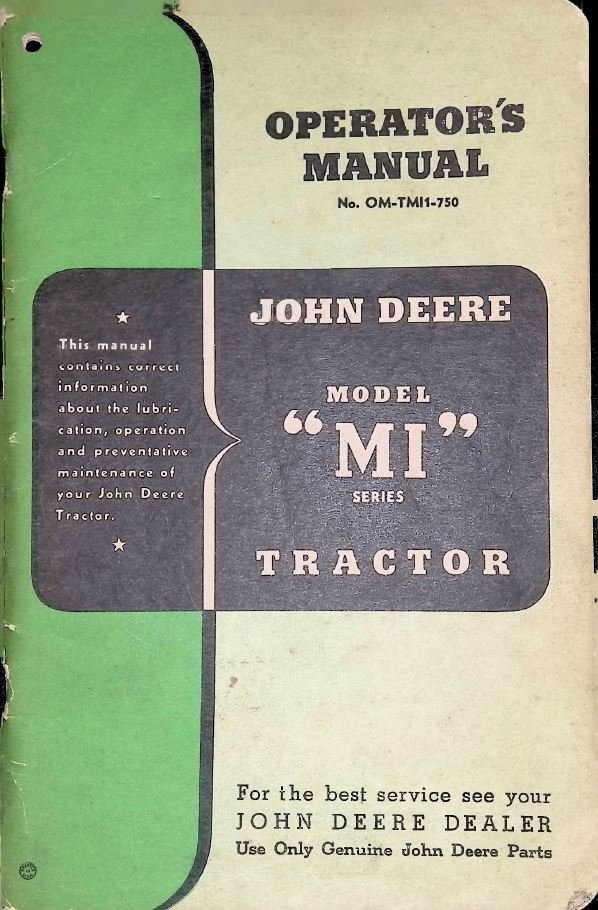 OPERATOR'S
MANUAL
No. OM-TMI1-750
JOHN DEERE
MODEL
“MI”
SERIES
TRACTOR
★
This manual
contains correct
information
about the lubri-
cation, operation
and preventative
maintenance of
your John Deere
Tractor.
★
For the best service see your
JOHN DEERE DEALER
Use Only Genuine John Deere Parts